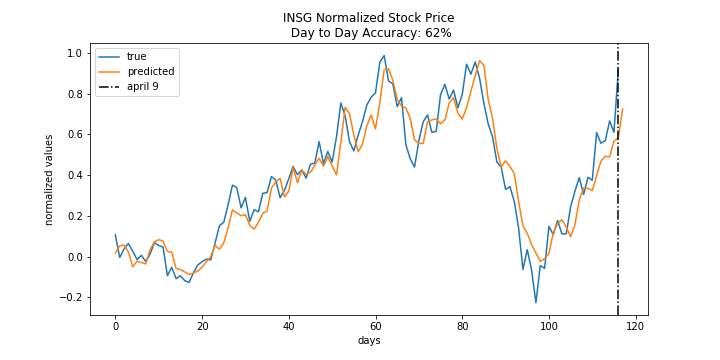 INSG Normalized Stock Price
Day to Day Accuracy: 62%
true
predicted
april 9
normalized values
1.0
0.8
0.6
0.4
0.2
0.0
−0.2
0
20
40
60
80
100
120
days